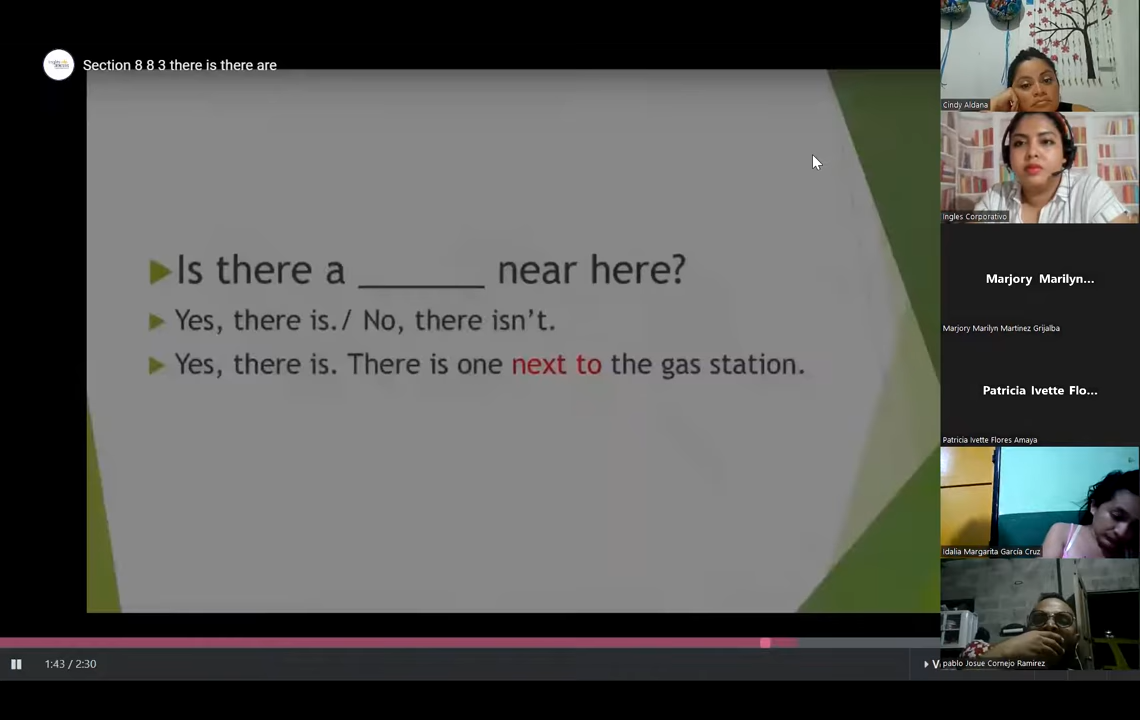 Section 8 8 3 there is there are
Is there a ______ near here?
Yes, there is./ No, there isn't.
Yes, there is. There is one next to the gas station.
1:43 / 2:30
Cindy Aldana
Ingles Corporativo
Marjory Marilyn...
Marjory Marilyn Martinez Grijalba
Patricia Ivette Flo...
Patricia Ivette Flores Amaya
Idalia Margarita García Cruz
pablo Josue Cornejo Ramirez